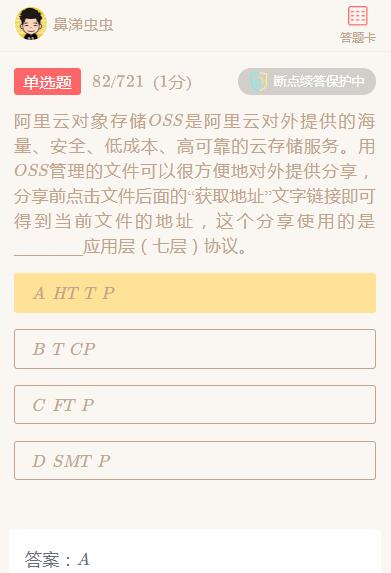 鼻涕虫虫
答题卡
单选题 82/721 (1分) 断点续答保护中
阿里云对象存储OSS是阿里云对外提供的海
量、安全、低成本、高可靠的云存储服务。用
OSS管理的文件可以很方便地对外提供分享，
分享前点击文件后面的“获取地址”文字链接即可
得到当前文件的地址，这个分享使用的是
________应用层（七层）协议。
A HT T P
B T CP
C FT P
D SMT P
答案：A